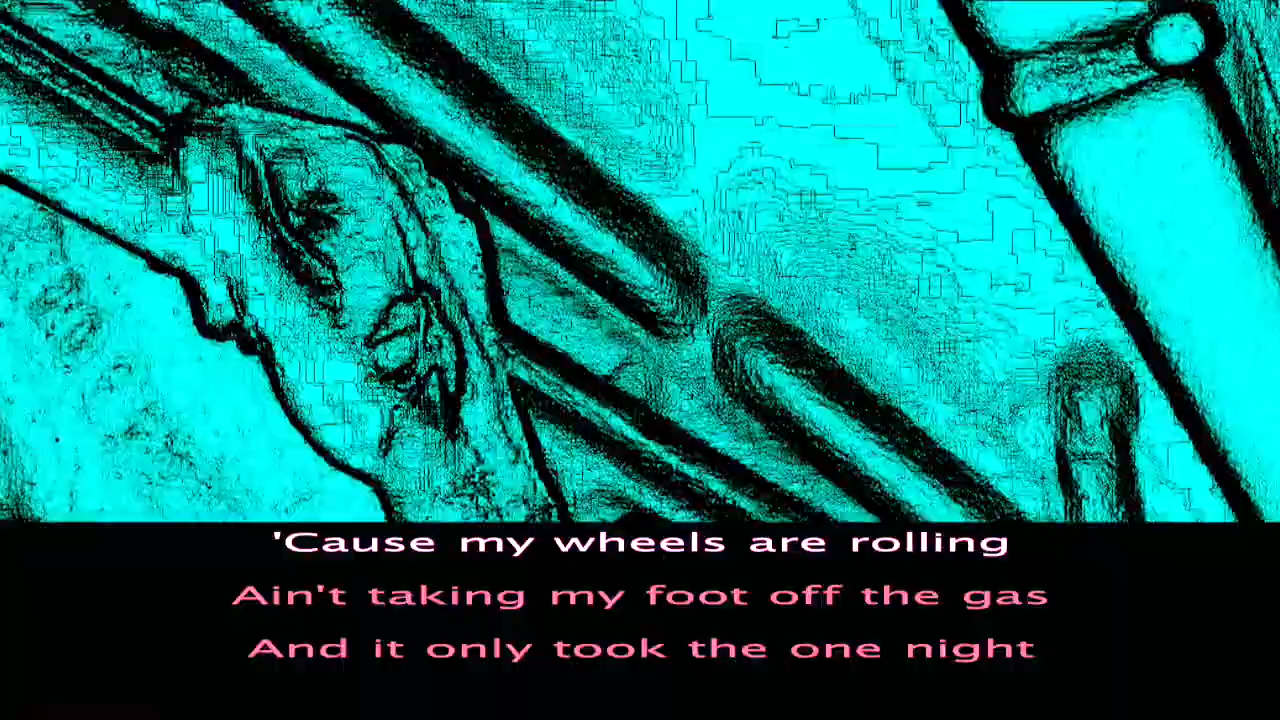 'Cause my wheels are rolling
Ain't taking my foot off the gas
And it only took the one night